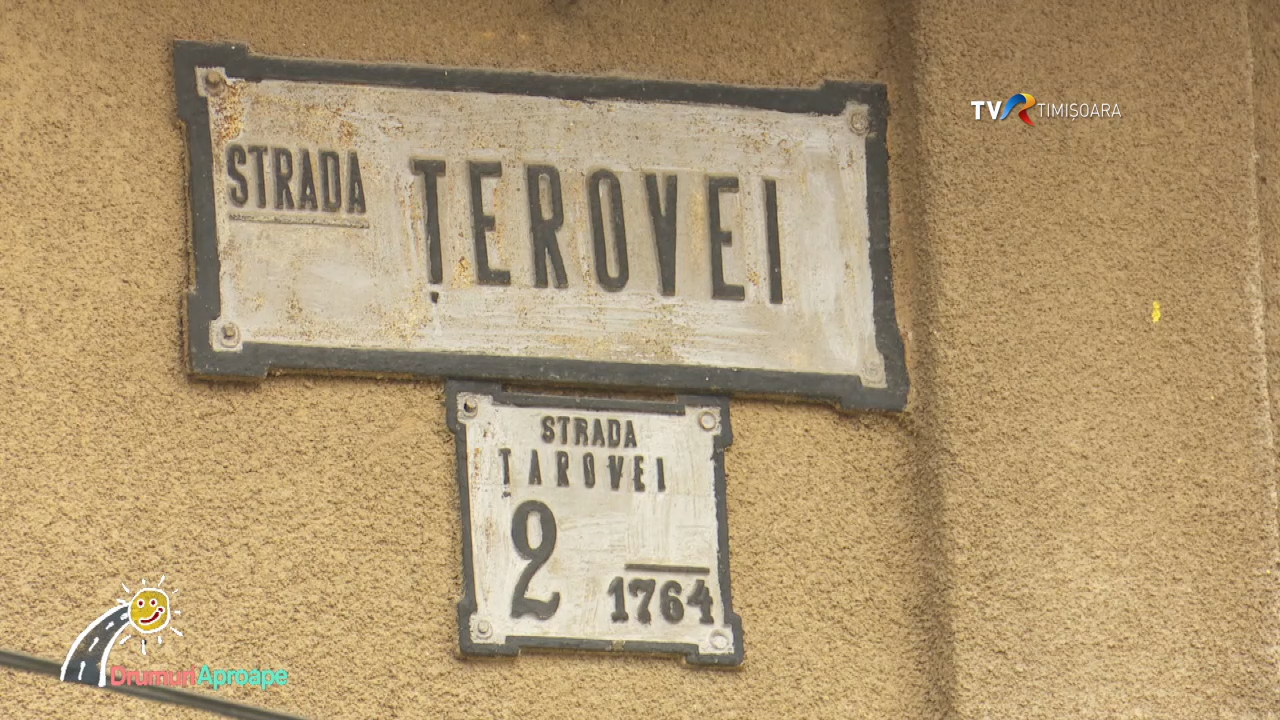 STRADA ȚEROVEI
TVR TIMIȘOARA
STRADA
ȚAROVEI
2 1764
DrumuriAproape